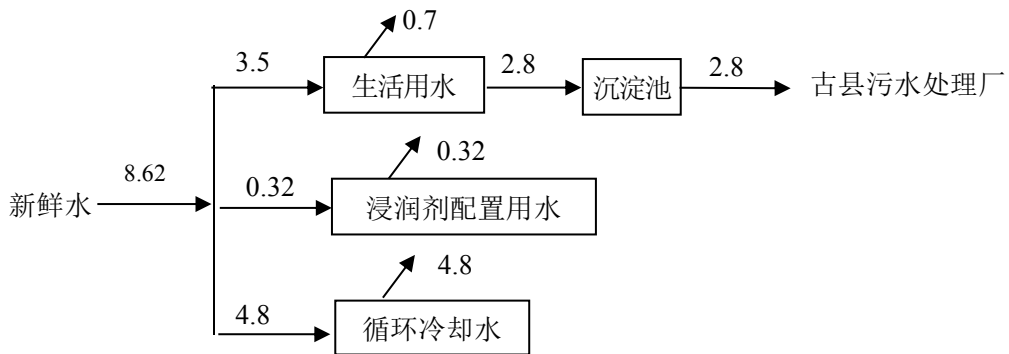 0.7
3.5
生活用水
2.8
沉淀池
2.8
古县污水处理厂
新鲜水
8.62
0.32
0.32
浸润剂配置用水
4.8
4.8
循环冷却水